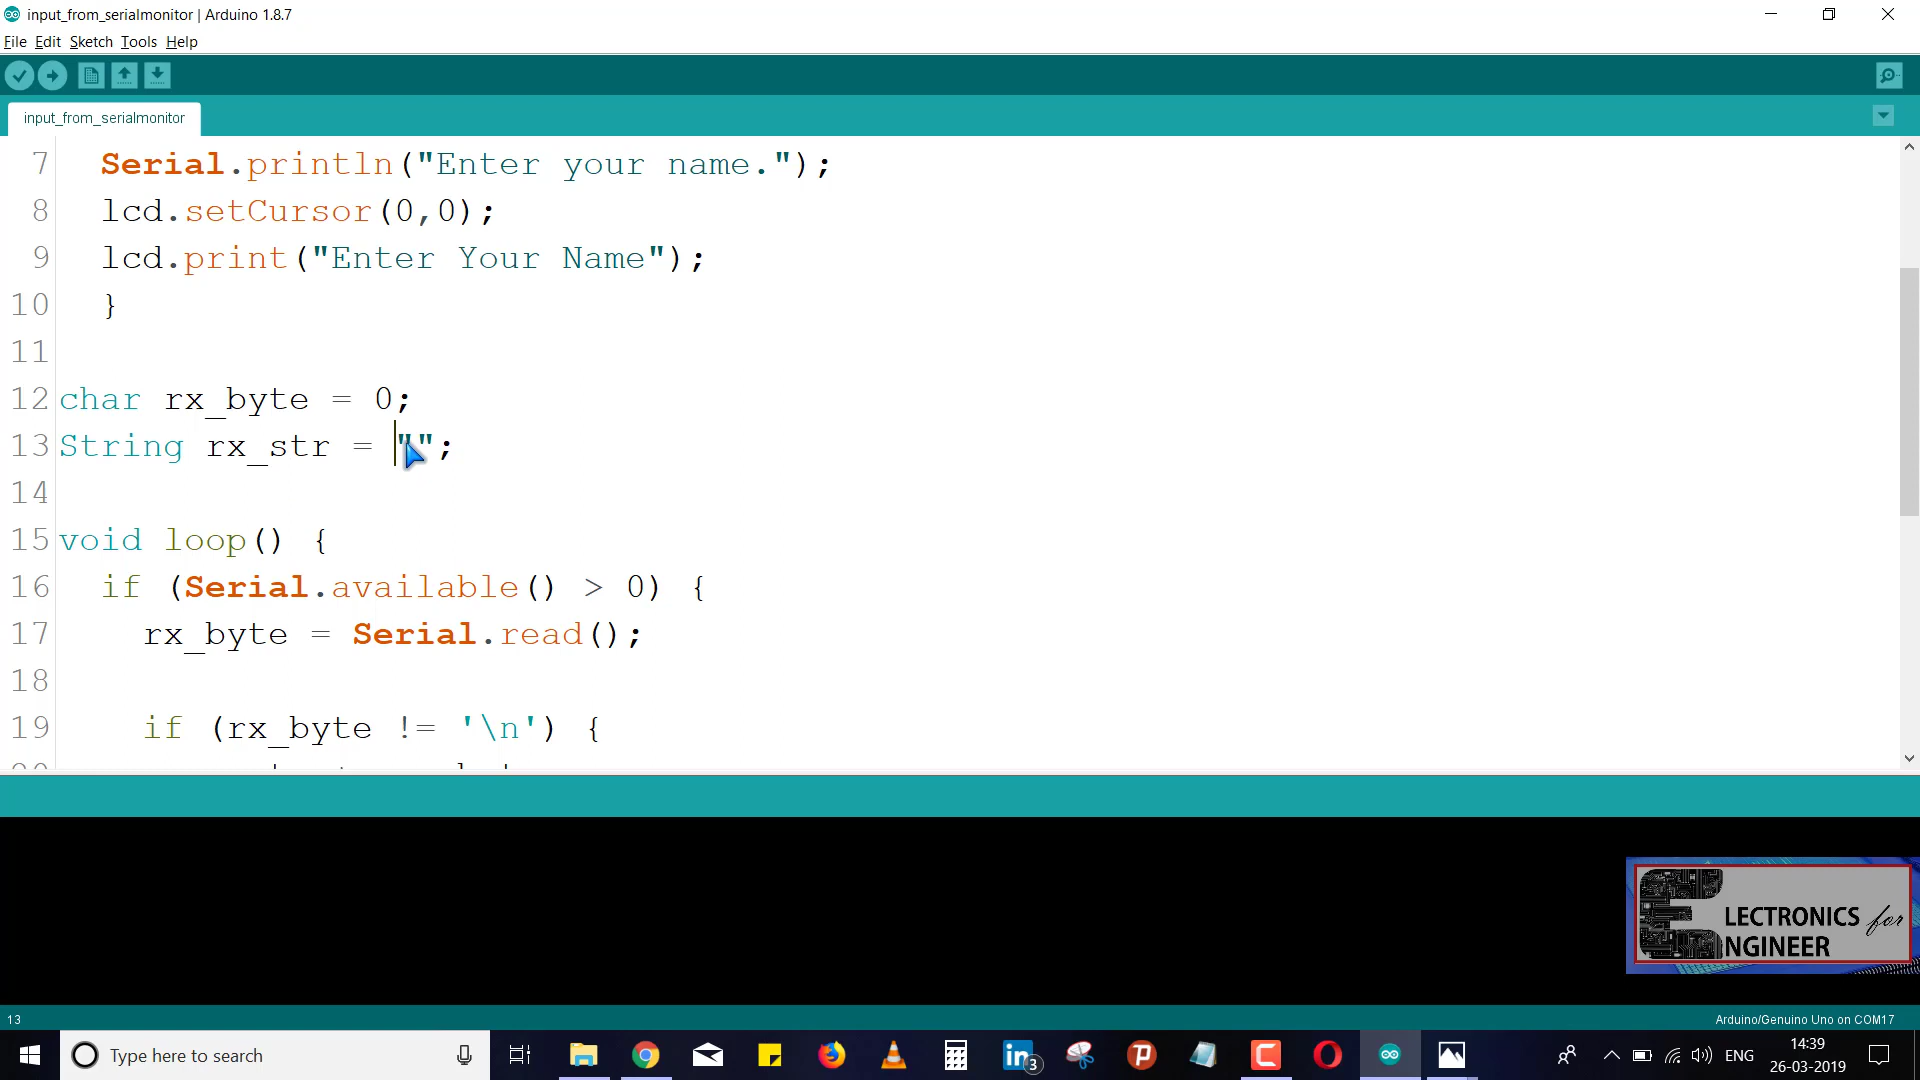 input_from_serialmonitor | Arduino 1.8.7
File Edit Sketch Tools Help
input_from_serialmonitor
7 Serial.println("Enter your name.");
8 lcd.setCursor(0,0);
9 lcd.print("Enter Your Name");
10 }
11
12 char rx_byte = 0;
13 String rx_str = "";
14
15 void loop() {
16 if (Serial.available() > 0) {
17 rx_byte = Serial.read();
18
19 if (rx_byte != '\n') {
ELECTRONICS for
ENGINEER
13
Arduino/Genuino Uno on COM17
Type here to search
3
ENG
14:39
26-03-2019